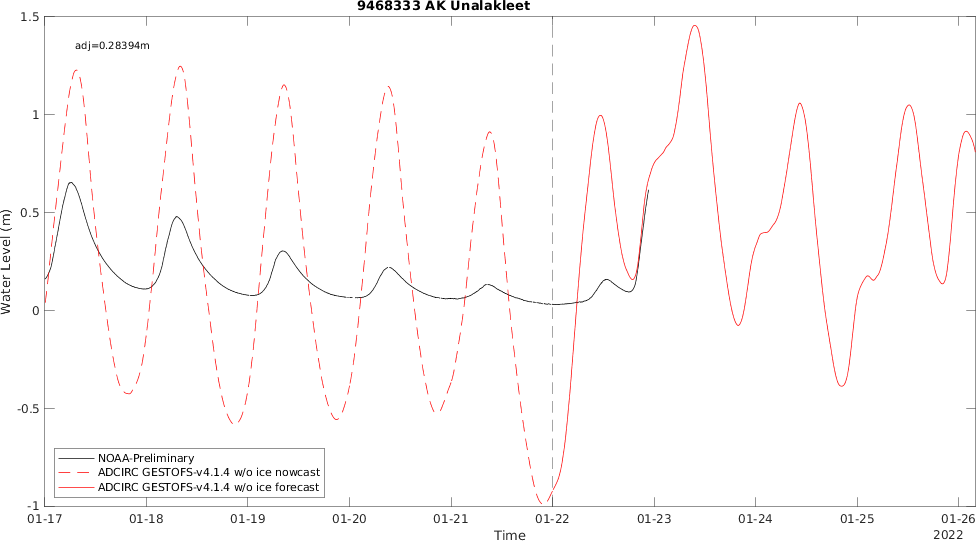 9468333 AK Unalakleet
adj=0.28394m
Water Level (m)
1.5
1
0.5
0
-0.5
-1
NOAA-Preliminary
ADCIRC GESTOFS-v4.1.4 w/o ice nowcast
ADCIRC GESTOFS-v4.1.4 w/o ice forecast
01-17 01-18 01-19 01-20 01-21 01-22 01-23 01-24 01-25 01-26
Time
2022